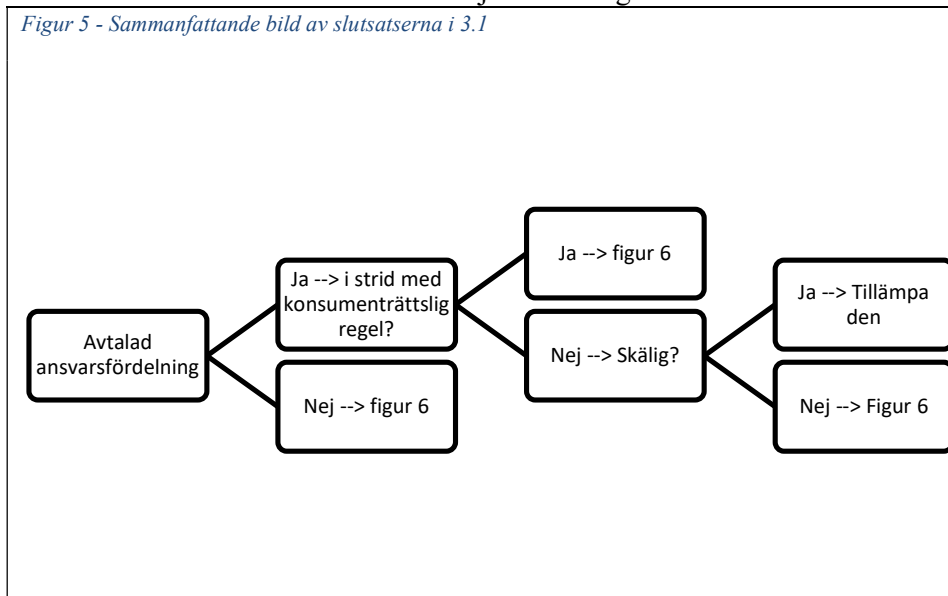 Figur 5 - Sammanfattande bild av slutsatserna i 3.1
Avtalad
ansvarsfördelning
Ja --> i strid med
konsumenträttslig
regel?
Nej --> figur 6
Ja --> figur 6
Nej --> Skälig?
Ja --> Tillämpa
den
Nej --> Figur 6